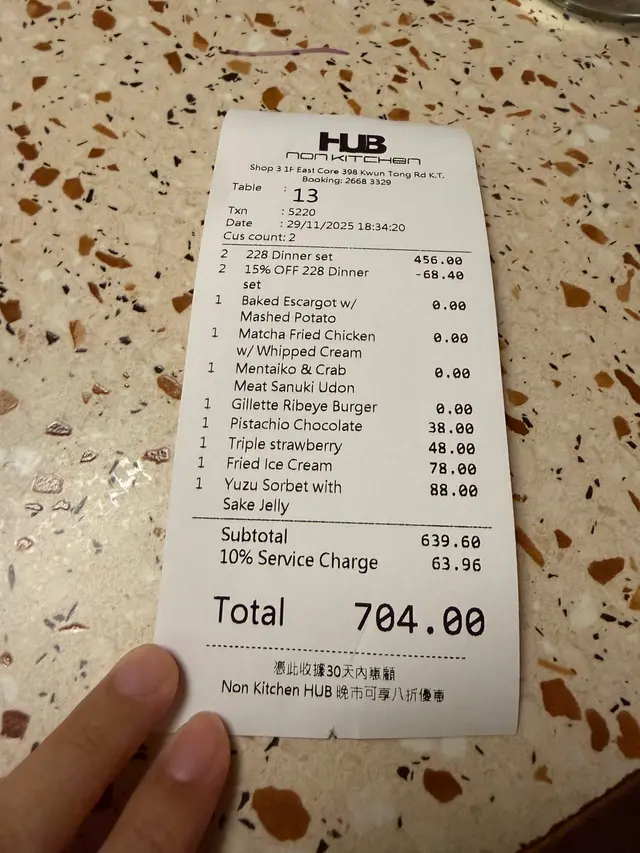 HUB
NON KITCHEN
Shop 3 1F East Core 398 Kwun Tong Rd K.T.
Booking: 2668 3329
Table : 13
Txn : 5220
Date : 29/11/2025 18:34:20
Cus count: 2
2 228 Dinner set 456.00
2 15% OFF 228 Dinner -68.40
set
1 Baked Escargot w/ 0.00
Mashed Potato
1 Matcha Fried Chicken 0.00
w/ Whipped Cream
1 Mentaiko & Crab 0.00
Meat Sanuki Udon
1 Gillette Ribeye Burger 0.00
1 Pistachio Chocolate 38.00
1 Triple strawberry 48.00
1 Fried Ice Cream 78.00
1 Yuzu Sorbet with 88.00
Sake Jelly
Subtotal 639.60
10% Service Charge 63.96
Total 704.00
憑此收據30天內惠顧
Non Kitchen HUB 晚市可享八折優惠